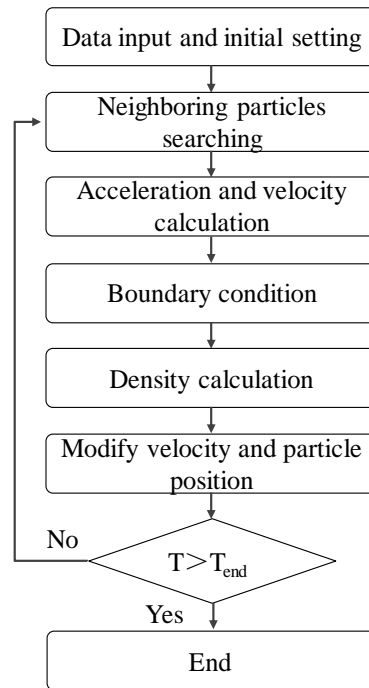 Data input and initial setting
Neighboring particles
searching
Acceleration and velocity
calculation
Boundary condition
Density calculation
Modify velocity and particle
position
No
T＞Tend
Yes
End